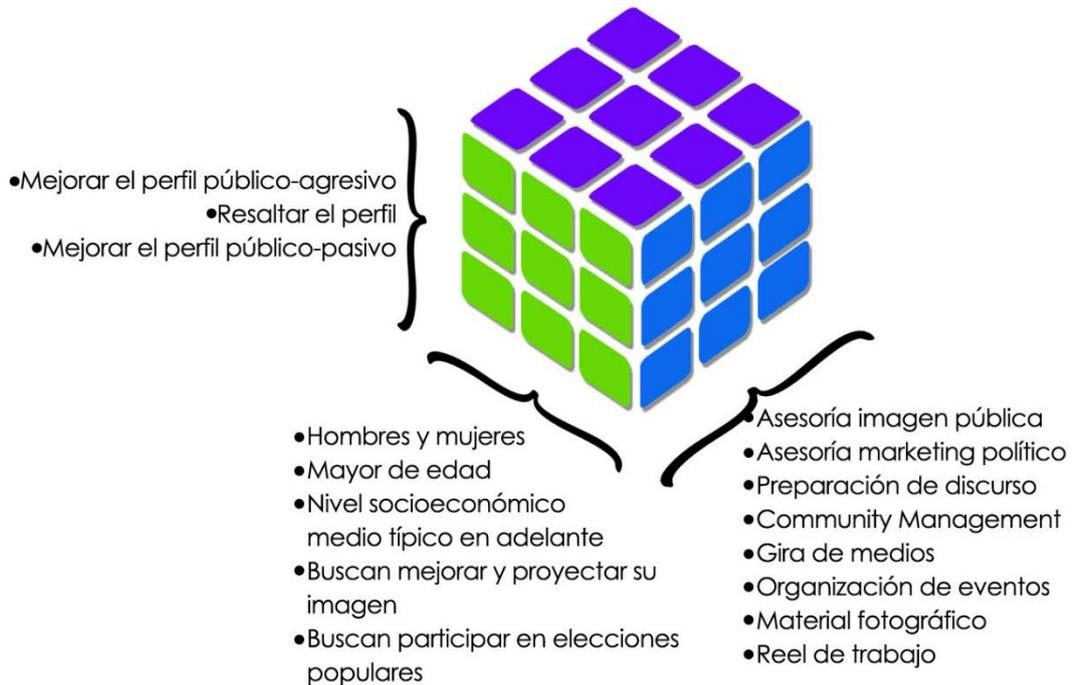 •Mejorar el perfil público-agresivo
•Resaltar el perfil
•Mejorar el perfil público-pasivo
•Hombres y mujeres
•Mayor de edad
•Nivel socioeconómico
medio típico en adelante
•Buscan mejorar y proyectar su
imagen
•Buscan participar en elecciones
populares
•Asesoría imagen pública
•Asesoría marketing político
•Preparación de discurso
•Community Management
•Gira de medios
•Organización de eventos
•Material fotográfico
•Reel de trabajo